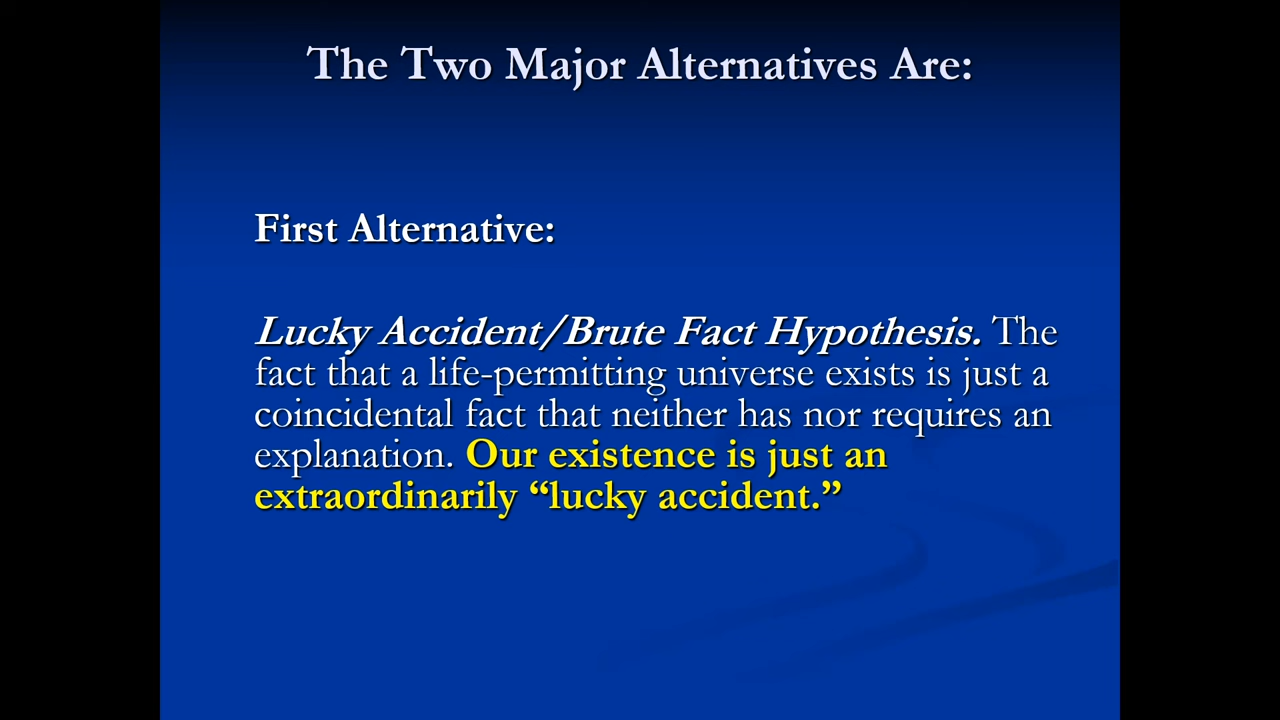 The Two Major Alternatives Are:
First Alternative:
Lucky Accident/Brute Fact Hypothesis. The
fact that a life-permitting universe exists is just a
coincidental fact that neither has nor requires an
explanation. Our existence is just an
extraordinarily “lucky accident.”